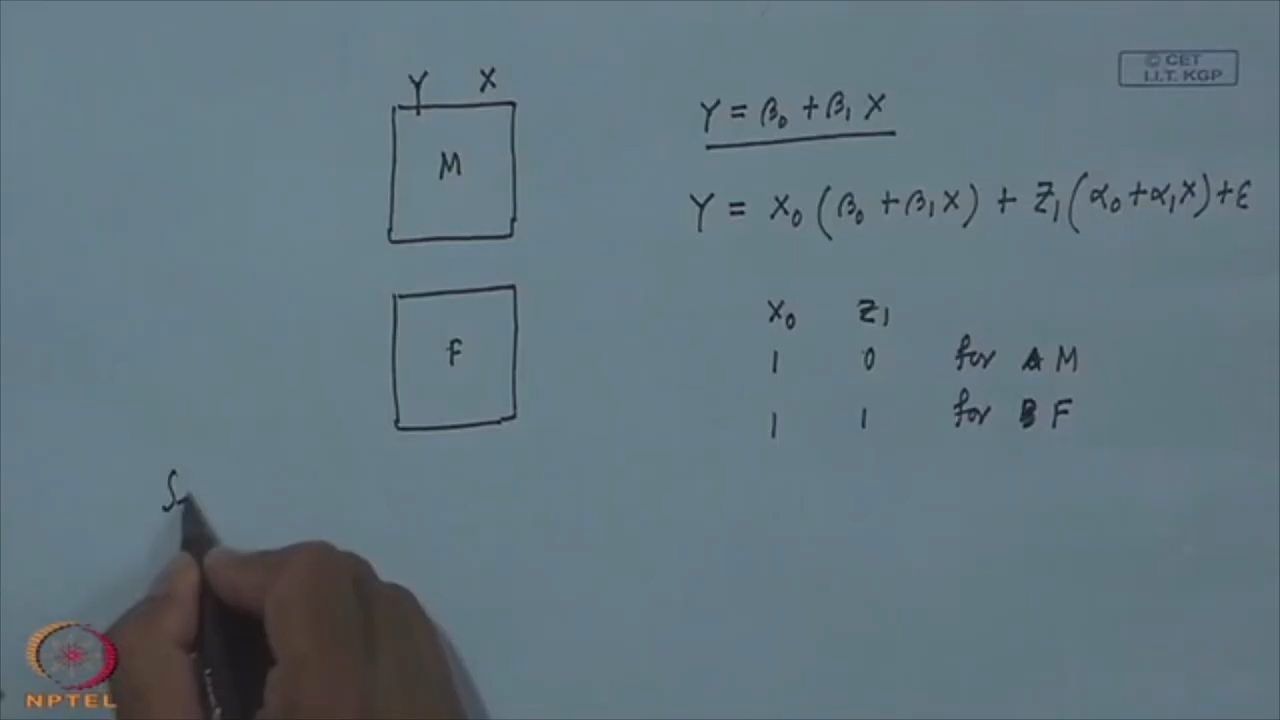 © CET
I.I.T. KGP
Y X
M
F
Y = β₀ + β₁ X
Y = X₀ (β₀ + β₁X) + Z₁ (α₀ + α₁X) + ε
X₀ Z₁
1 0 for A M
1 1 for B F
NPTEL